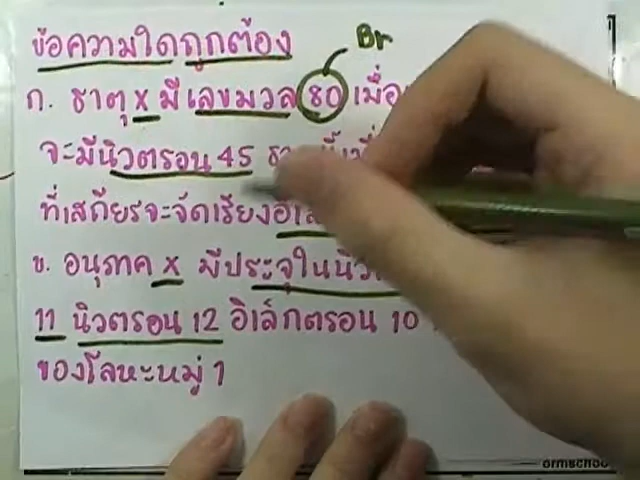 ข้อความใดถูกต้อง Br
ก. ธาตุ x มีเลขมวล 80 เมื่อ
จะมีนิวตรอน 45
ที่เสถียรจะจัดเรียง
ข. อนุภาค x มีประจุใน
11 นิวตรอน 12 อิเล็กตรอน 10
ของโลหะหมู่ 1
ormschoo